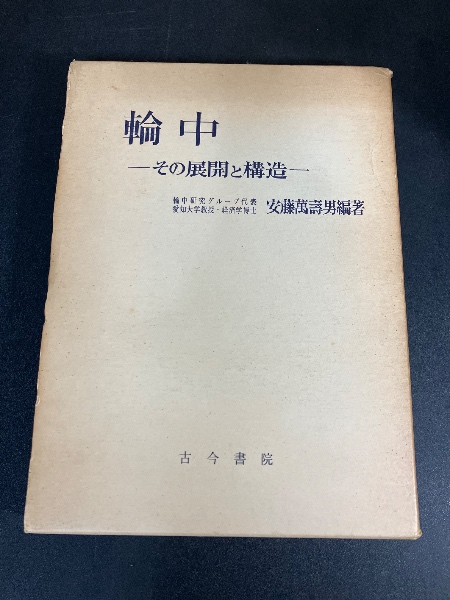 輪中
―その展開と構造―
輪中研究グループ代表
愛知大学教授・経済学博士
安藤萬壽男編著
古今書院